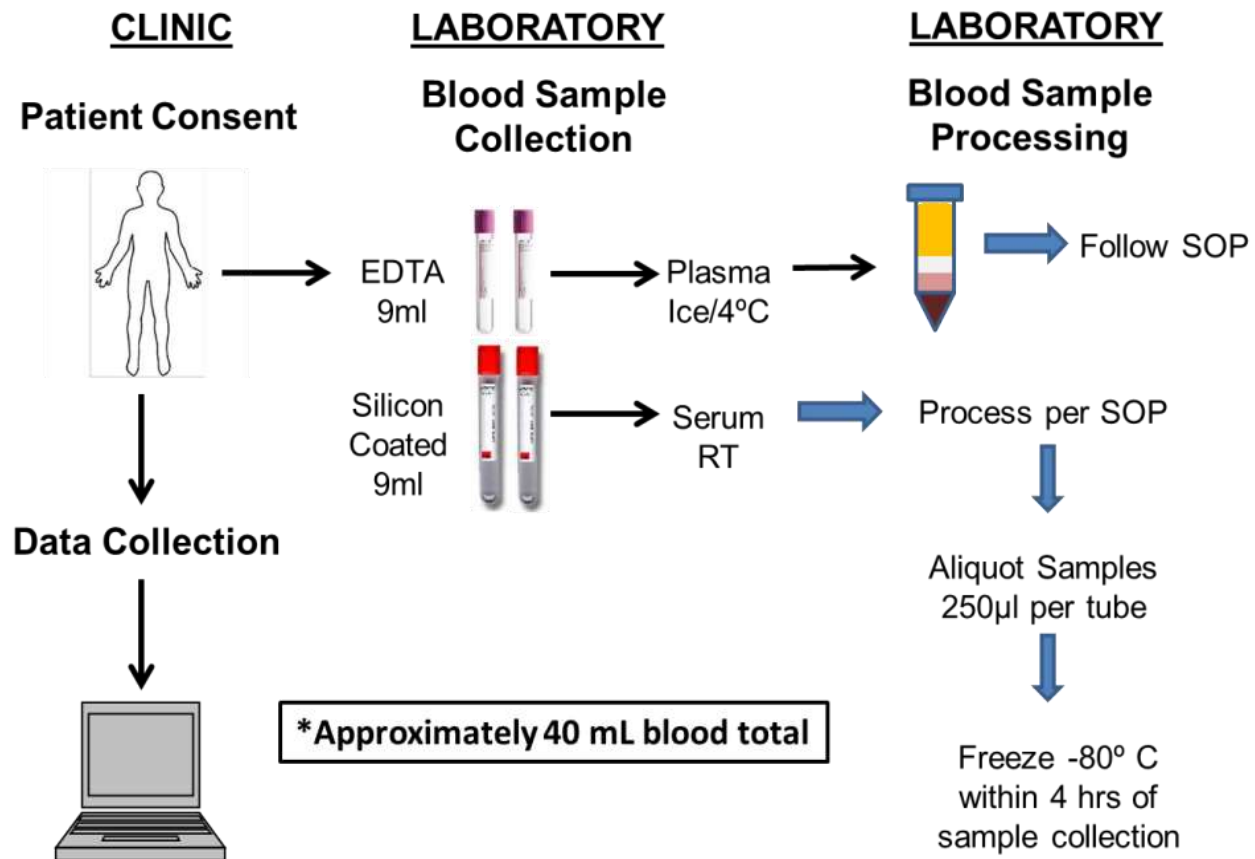 CLINIC
LABORATORY
LABORATORY
Patient Consent
Blood Sample
Collection
Blood Sample
Processing
EDTA
9ml
Plasma
Ice/4ºC
Follow SOP
Silicon
Coated
9ml
Serum
RT
Process per SOP
Data Collection
Aliquot Samples
250µl per tube
*Approximately 40 mL blood total
Freeze -80º C
within 4 hrs of
sample collection